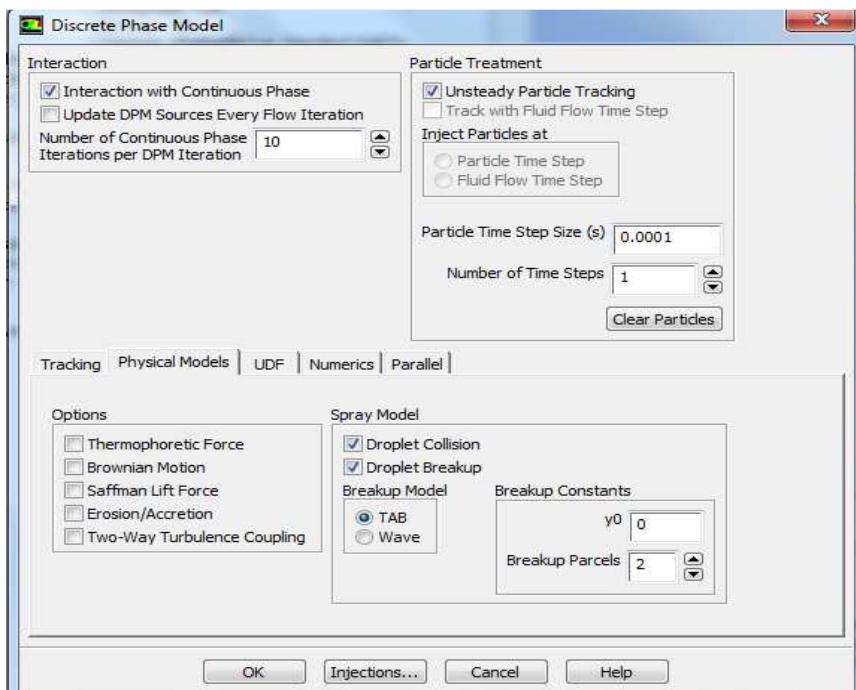 Discrete Phase Model
Interaction
Interaction with Continuous Phase
Update DPM Sources Every Flow Iteration
Number of Continuous Phase
Iterations per DPM Iteration
10
Particle Treatment
Unsteady Particle Tracking
Track with Fluid Flow Time Step
Inject Particles at
Particle Time Step
Fluid Flow Time Step
Particle Time Step Size (s)
0.0001
Number of Time Steps
1
Clear Particles
Tracking
Physical Models
UDF
Numerics
Parallel
Options
Thermophoretic Force
Brownian Motion
Saffman Lift Force
Erosion/Accretion
Two-Way Turbulence Coupling
Spray Model
Droplet Collision
Droplet Breakup
Breakup Model
TAB
Wave
Breakup Constants
y0
0
Breakup Parcels
2
OK
Injections...
Cancel
Help